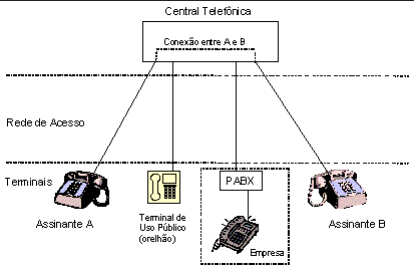 Central Telefônica
Conexão entre A e B
Rede de Acesso
Terminais
PABX
Assinante A
Terminal de
Uso Público
(orelhão)
Empresa
Assinante B